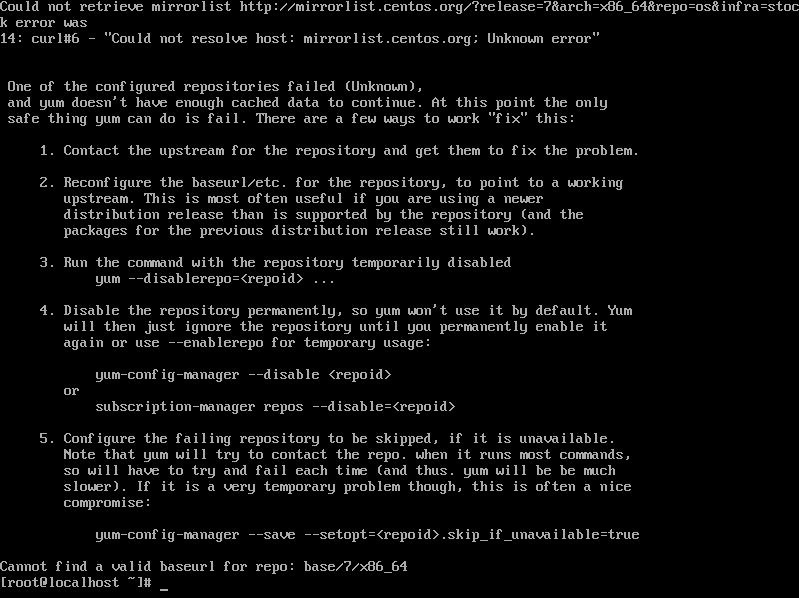 Could not retrieve mirrorlist http://mirrorlist.centos.org/?release=7&arch=x86_64&repo=os&infra=stoc
k error was
14: curl#6 - "Could not resolve host: mirrorlist.centos.org; Unknown error"
One of the configured repositories failed (Unknown),
and yum doesn't have enough cached data to continue. At this point the only
safe thing yum can do is fail. There are a few ways to work "fix" this:
1. Contact the upstream for the repository and get them to fix the problem.
2. Reconfigure the baseurl/etc. for the repository, to point to a working
upstream. This is most often useful if you are using a newer
distribution release than is supported by the repository (and the
packages for the previous distribution release still work).
3. Run the command with the repository temporarily disabled
yum --disablerepo=<repoid> ...
4. Disable the repository permanently, so yum won't use it by default. Yum
will then just ignore the repository until you permanently enable it
again or use --enablerepo for temporary usage:
yum-config-manager --disable <repoid>
or
subscription-manager repos --disable=<repoid>
5. Configure the failing repository to be skipped, if it is unavailable.
Note that yum will try to contact the repo. when it runs most commands,
so will have to try and fail each time (and thus. yum will be be much
slower). If it is a very temporary problem though, this is often a nice
compromise:
yum-config-manager --save --setopt=<repoid>.skip_if_unavailable=true
Cannot find a valid baseurl for repo: base/7/x86_64
[root@localhost ~]# _